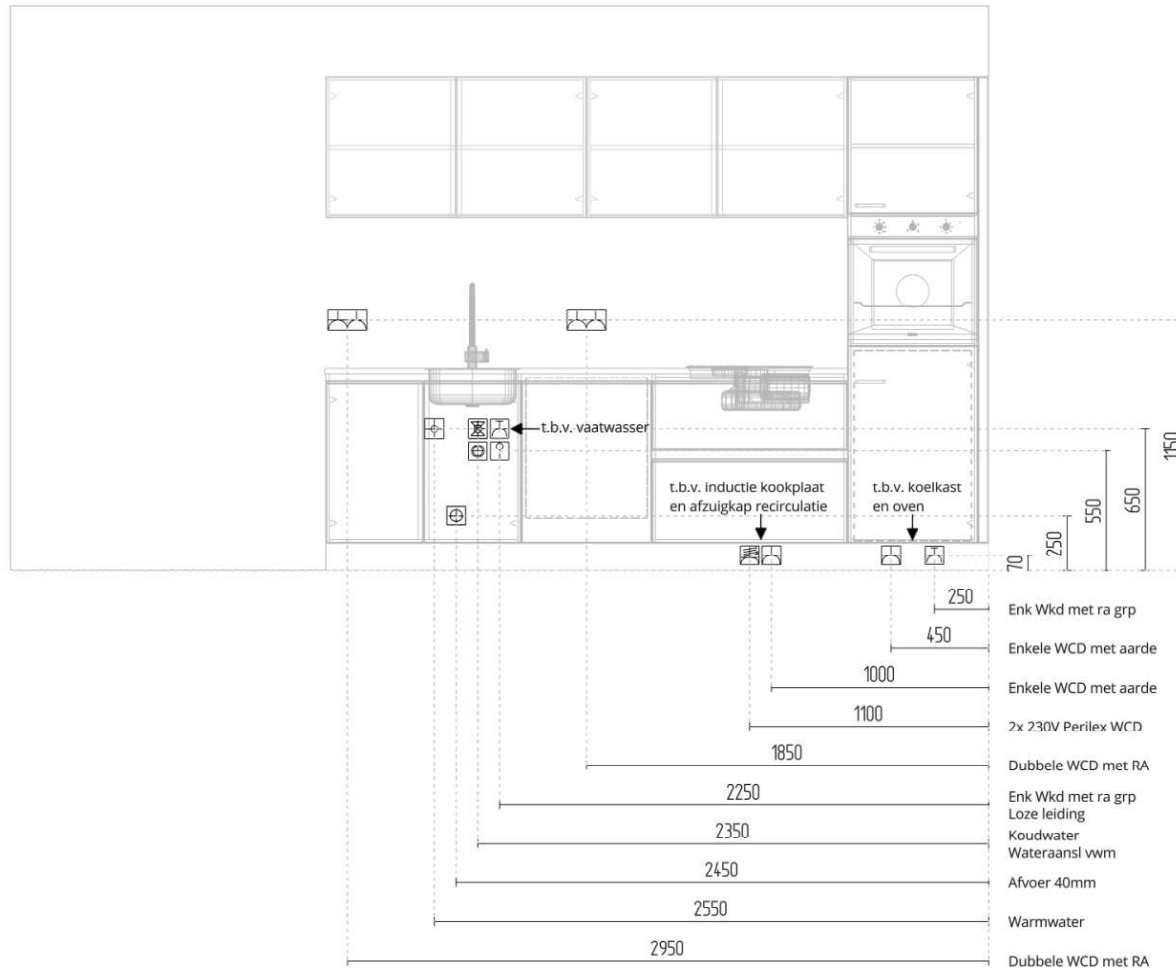 t.b.v. vaatwasser
t.b.v. inductie kookplaat
en afzuigkap recirculatie
t.b.v. koelkast
en oven
1150
650
550
250
70
250
Enk Wkd met ra grp
450
Enkele WCD met aarde
1000
Enkele WCD met aarde
1100
2x 230V Perilex WCD
1850
Dubbele WCD met RA
2250
Enk Wkd met ra grp
Loze leiding
2350
Koudwater
Wateraansl vwm
2450
Afvoer 40mm
2550
Warmwater
2950
Dubbele WCD met RA